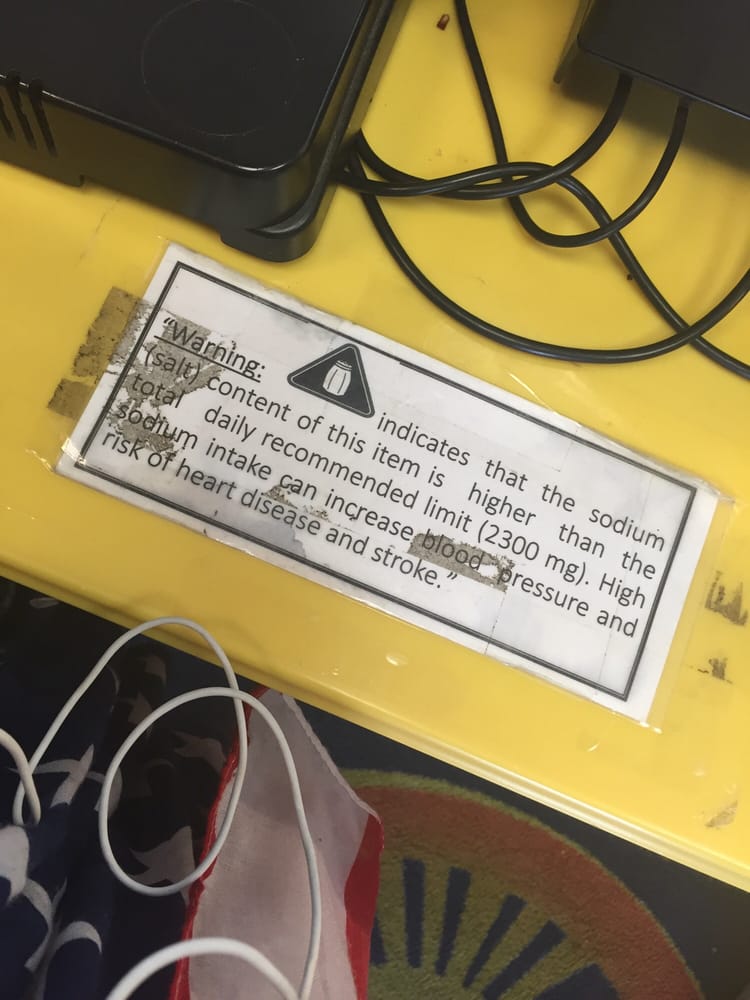 "Warning: indicates that the sodium
(salt) content of this item is higher than the
total daily recommended limit (2300 mg). High
sodium intake can increase blood pressure and
risk of heart disease and stroke."